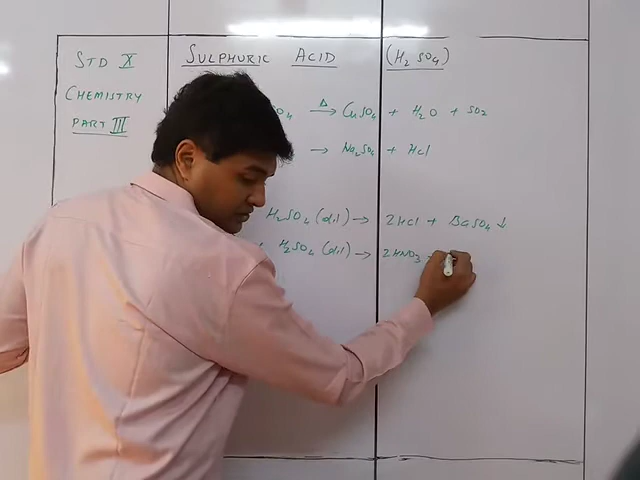 STD X SULPHURIC ACID (H2SO4)
CHEMISTRY
PART III
→Δ CuSO4 + H2O + SO2
→ Na2SO4 + HCl
H2SO4 (dil) → 2HCl + BaSO4 ↓
H2SO4 (dil) → 2HNO3